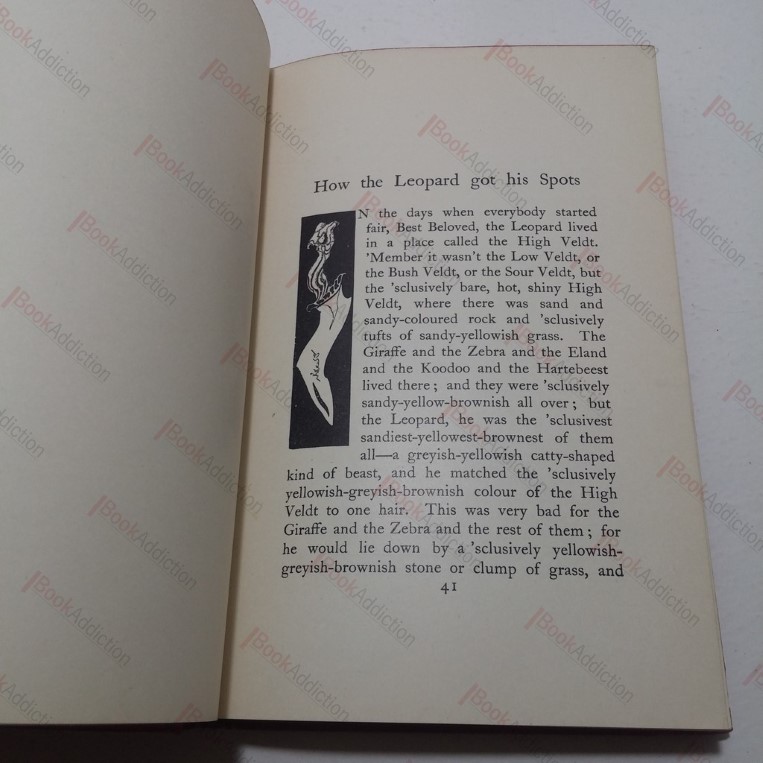 How the Leopard got his Spots
N the days when everybody started
fair, Best Beloved, the Leopard lived
in a place called the High Veldt.
'Member it wasn't the Low Veldt, or
the Bush Veldt, or the Sour Veldt, but
the 'sclusively bare, hot, shiny High
Veldt, where there was sand and
sandy-coloured rock and 'sclusively
tufts of sandy-yellowish grass. The
Giraffe and the Zebra and the Eland
and the Koodoo and the Hartebeest
lived there; and they were 'sclusively
sandy-yellow-brownish all over; but
the Leopard, he was the 'sclusivest
sandiest-yellowest-brownest of them
all—a greyish-yellowish catty-shaped
kind of beast, and he matched the 'sclusively
yellowish-greyish-brownish colour of the High
Veldt to one hair. This was very bad for the
Giraffe and the Zebra and the rest of them; for
he would lie down by a 'sclusively yellowish-
greyish-brownish stone or clump of grass, and
41
BookAddiction